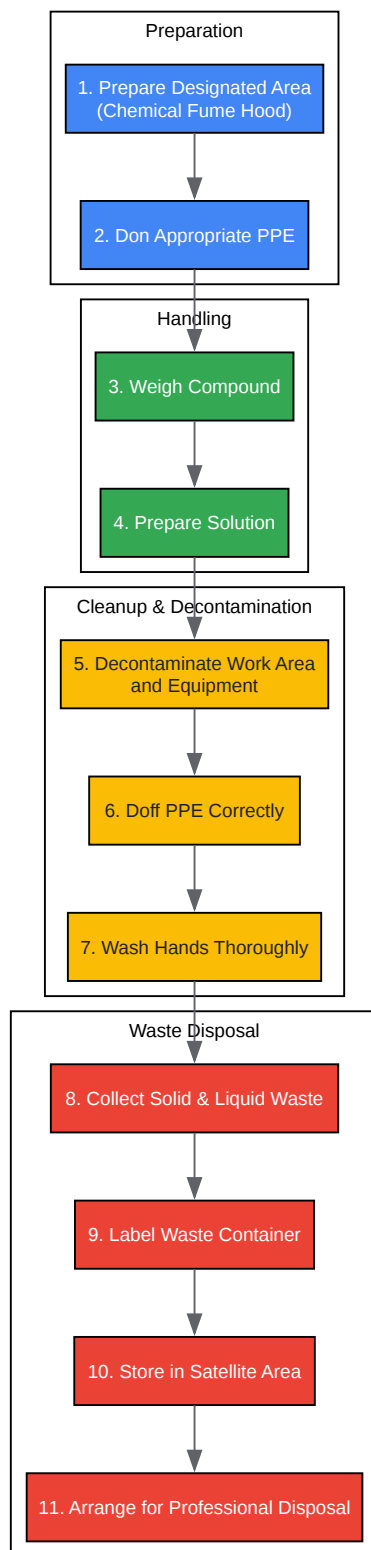 Preparation
1. Prepare Designated Area
(Chemical Fume Hood)
2. Don Appropriate PPE
Handling
3. Weigh Compound
4. Prepare Solution
Cleanup & Decontamination
5. Decontaminate Work Area
and Equipment
6. Doff PPE Correctly
7. Wash Hands Thoroughly
Waste Disposal
8. Collect Solid & Liquid Waste
9. Label Waste Container
10. Store in Satellite Area
11. Arrange for Professional Disposal